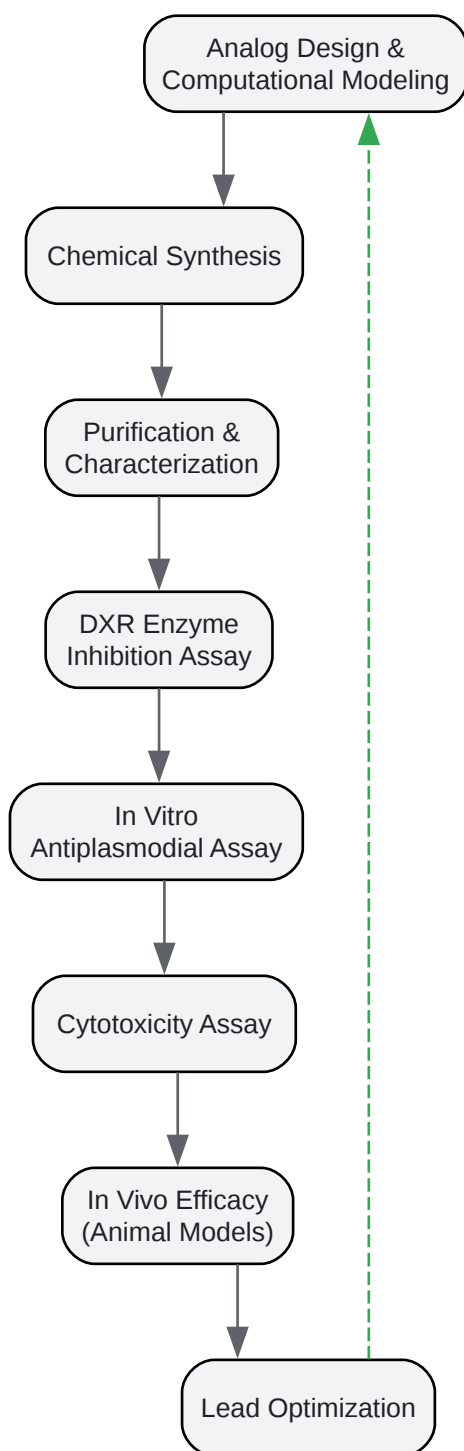 Analog Design &
Computational Modeling
Chemical Synthesis
Purification &
Characterization
DXR Enzyme
Inhibition Assay
In Vitro
Antiplasmodial Assay
Cytotoxicity Assay
In Vivo Efficacy
(Animal Models)
Lead Optimization